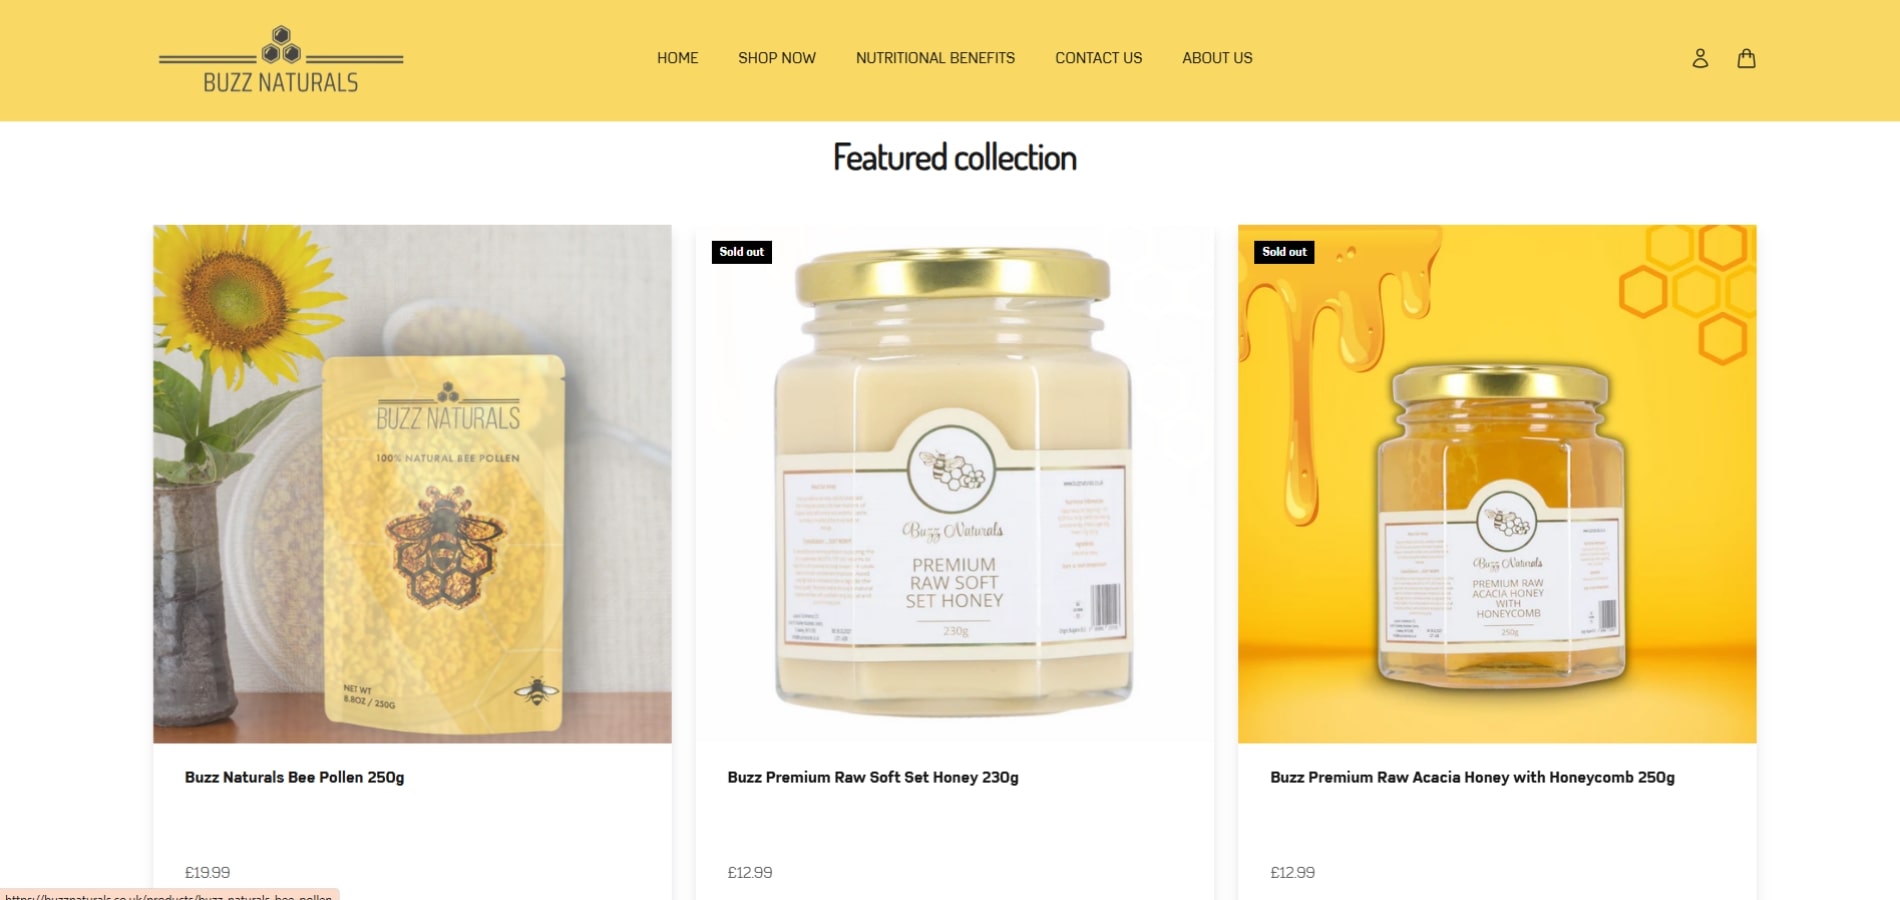 BUZZ NATURALS
HOME SHOP NOW NUTRITIONAL BENEFITS CONTACT US ABOUT US
Featured collection
BUZZ NATURALS
100% NATURAL BEE POLLEN
NET WT
8.8OZ / 250G
Buzz Naturals Bee Pollen 250g
£19.99
Sold out
Buzz Naturals
PREMIUM
RAW SOFT
SET HONEY
230g
Buzz Premium Raw Soft Set Honey 230g
£12.99
Sold out
Buzz Naturals
PREMIUM RAW
ACACIA HONEY
WITH
HONEYCOMB
250g
Buzz Premium Raw Acacia Honey with Honeycomb 250g
£12.99
https://buzznaturals.co.uk/products/buzz-naturals-bee-pollen